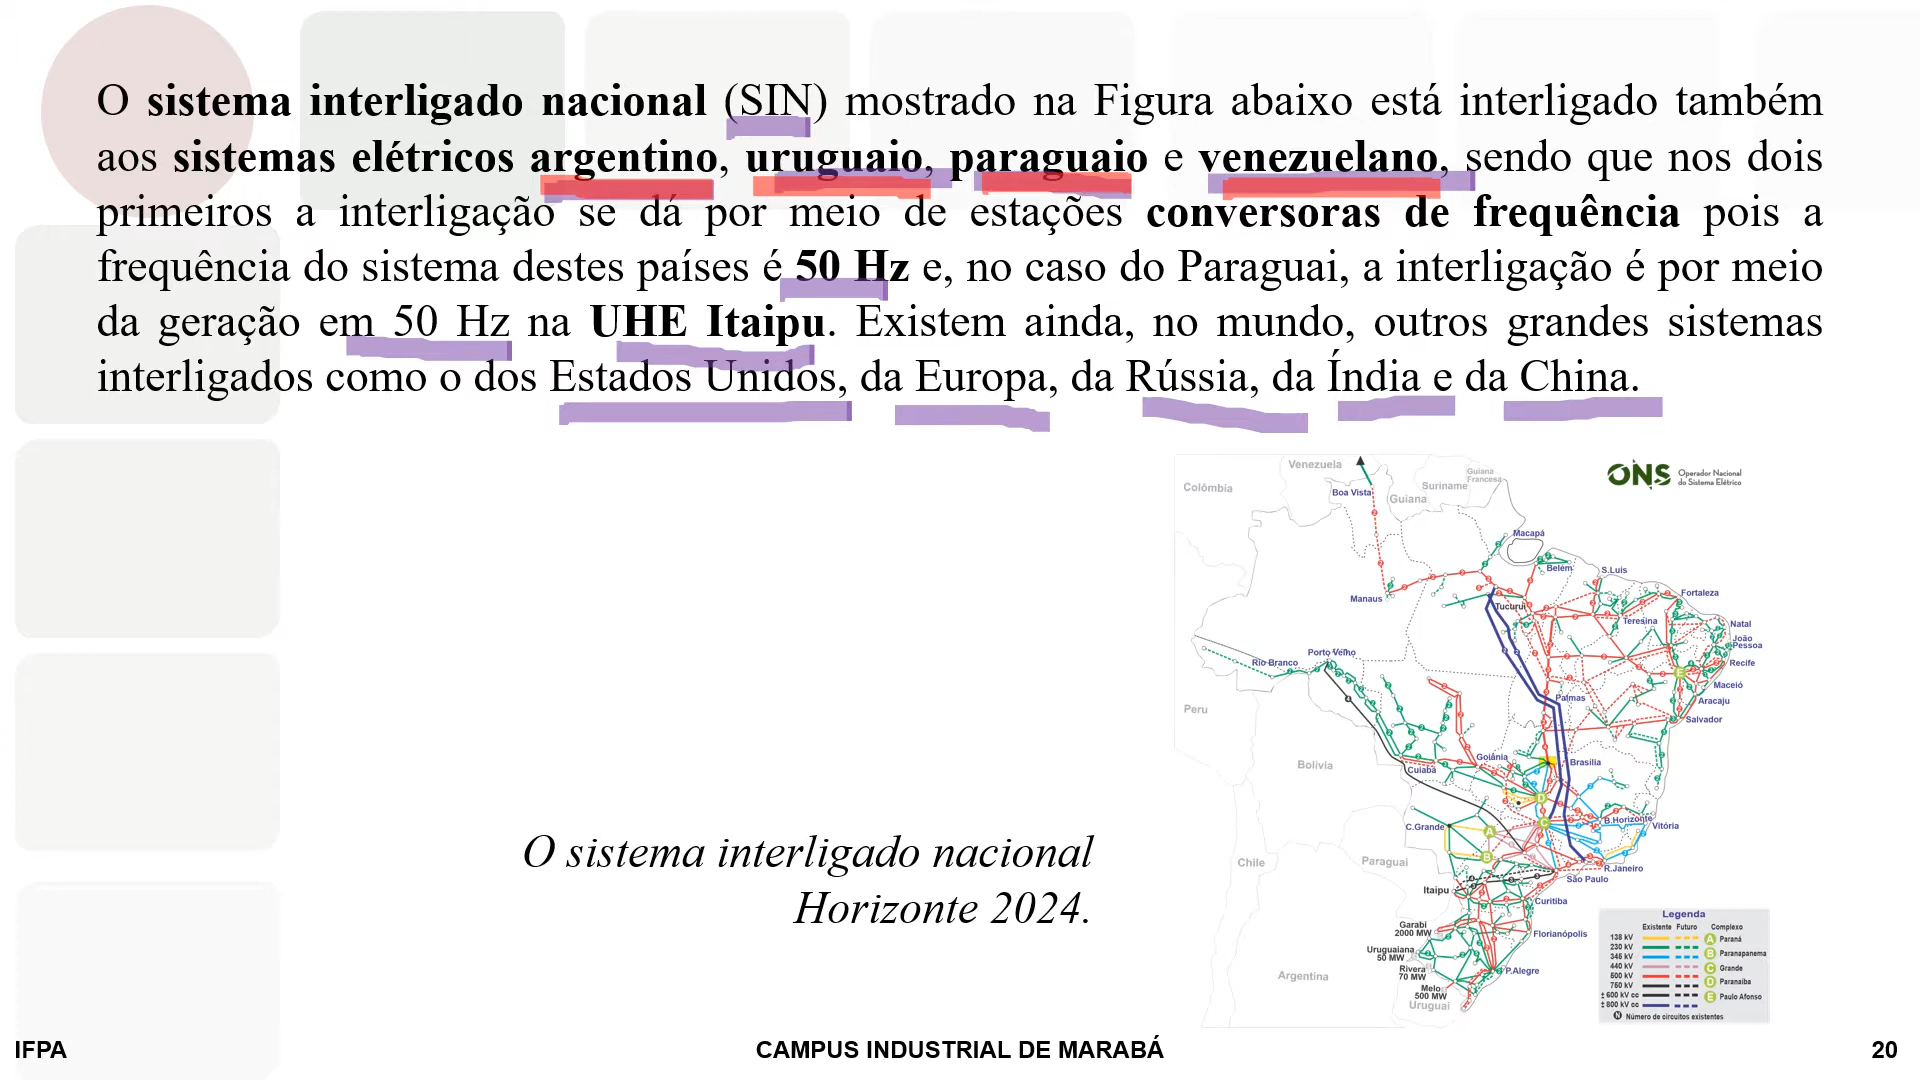 O sistema interligado nacional (SIN) mostrado na Figura abaixo está interligado também
aos sistemas elétricos argentino, uruguaio, paraguaio e venezuelano, sendo que nos dois
primeiros a interligação se dá por meio de estações conversoras de frequência pois a
frequência do sistema destes países é 50 Hz e, no caso do Paraguai, a interligação é por meio
da geração em 50 Hz na UHE Itaipu. Existem ainda, no mundo, outros grandes sistemas
interligados como o dos Estados Unidos, da Europa, da Rússia, da Índia e da China.
O sistema interligado nacional
Horizonte 2024.
ONS Operador Nacional
do Sistema Elétrico
Venezuela
Colômbia
Boa Vista
Guiana
Suriname
Guiana
Francesa
Macapá
Belém
S.Luís
Manaus
Tucuruí
Fortaleza
Teresina
Natal
João
Pessoa
Recife
Maceió
Aracaju
Salvador
Porto Velho
Rio Branco
Palmas
Peru
Bolívia
Cuiabá
Goiânia
Brasília
C.Grande
A
B
C
D
E
B.Horizonte
Vitória
R.Janeiro
São Paulo
Chile
Paraguai
Itaipu
Curitiba
Florianópolis
Garabi
2000 MW
Uruguaiana
50 MW
Rivera
70 MW
Melo
500 MW
P.Alegre
Argentina
Uruguai
Legenda
Existente Futuro Complexo
138 kV A Paraná
230 kV B Paranapanema
345 kV C Grande
440 kV D Paranaíba
500 kV E Paulo Afonso
750 kV
± 600 kV cc
± 800 kV cc
N Número de circuitos existentes
IFPA
CAMPUS INDUSTRIAL DE MARABÁ
20